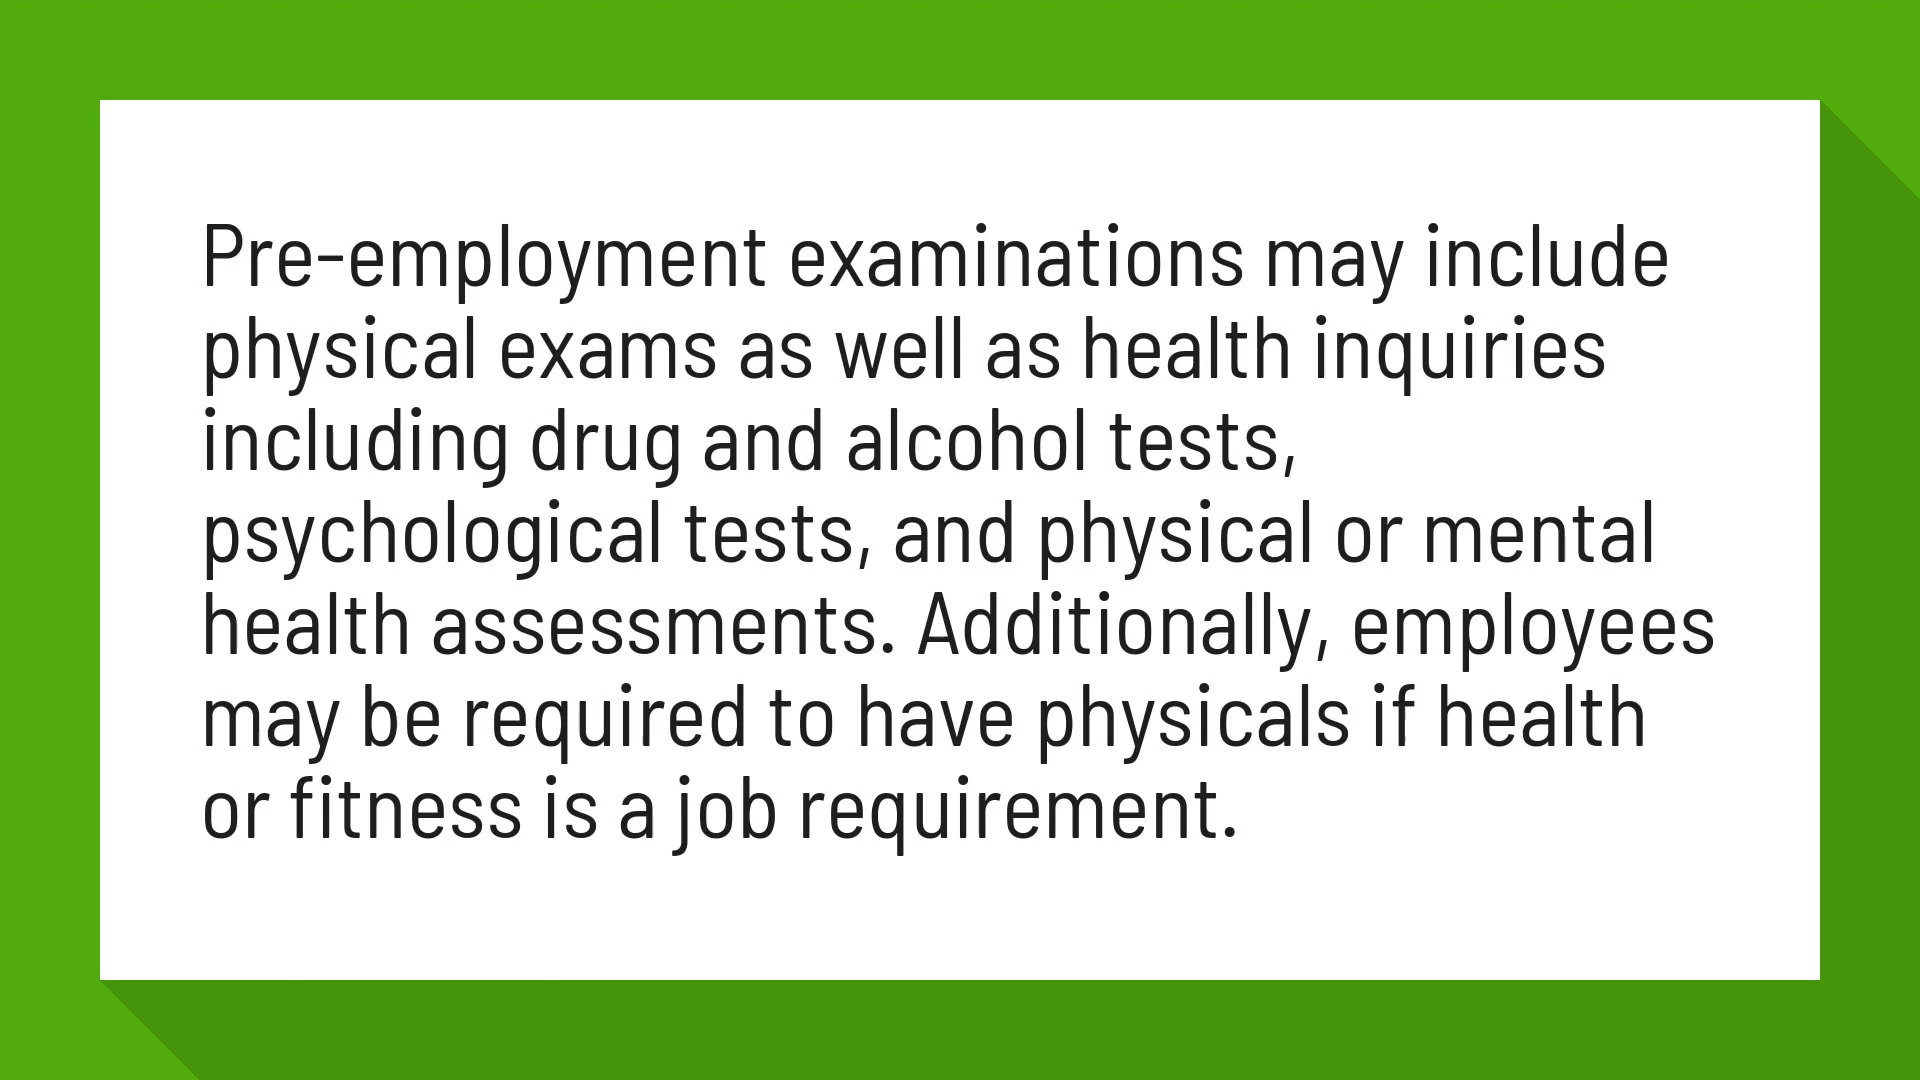 Pre-employment examinations may include
physical exams as well as health inquiries
including drug and alcohol tests,
psychological tests, and physical or mental
health assessments. Additionally, employees
may be required to have physicals if health
or fitness is a job requirement.